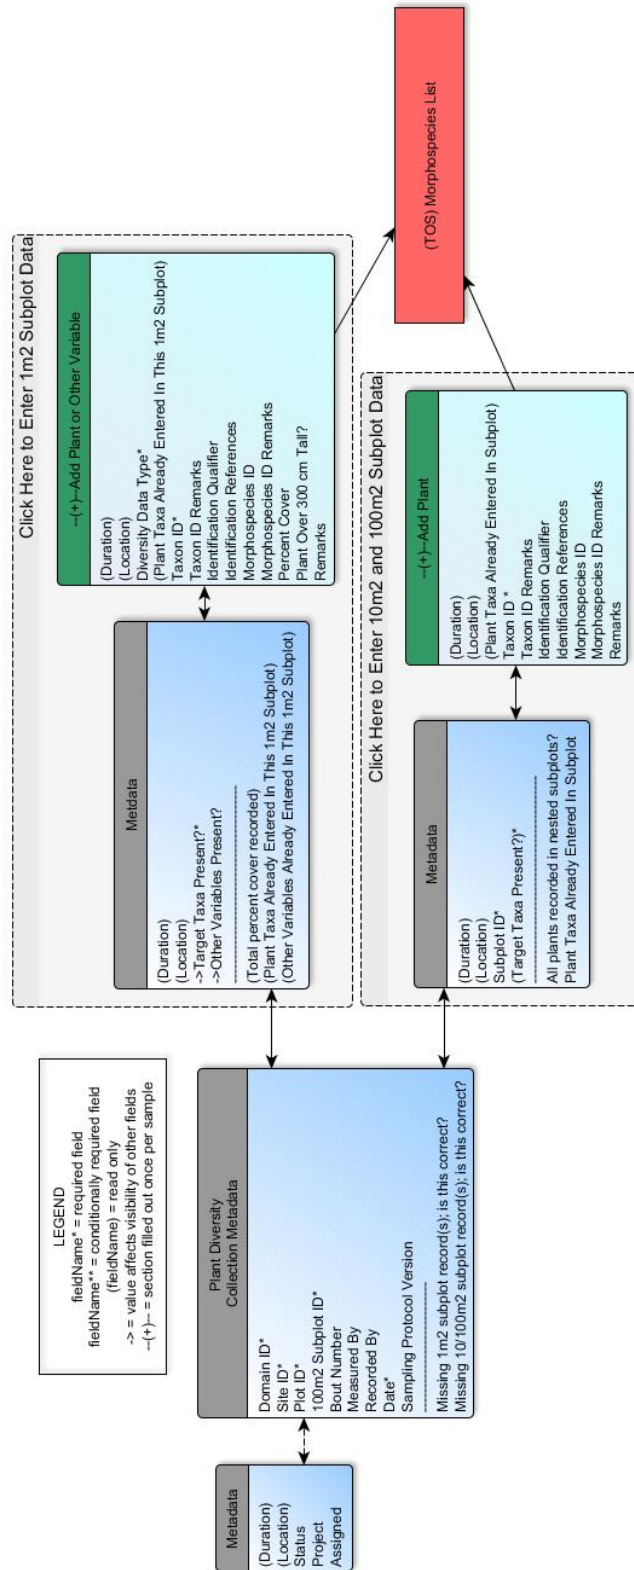 LEGEND
fieldName* = required field
fieldName** = conditionally required field
(fieldName) = read only
-> = value affects visibility of other fields
--(+)-- = section filled out once per sample
Metadata
(Duration)
(Location)
Status
Project
Assigned
Plant Diversity
Collection Metadata
Domain ID*
Site ID*
Plot ID*
100m2 Subplot ID*
Bout Number
Measured By
Recorded By
Date*
Sampling Protocol Version
--------------------
Missing 1m2 subplot record(s); is this correct?
Missing 10/100m2 subplot record(s); is this correct?
Click Here to Enter 1m2 Subplot Data
Metdata
(Duration)
(Location)
->Target Taxa Present?*
->Other Variables Present?
--------------------
(Total percent cover recorded)
(Plant Taxa Already Entered In This 1m2 Subplot)
(Other Variables Already Entered In This 1m2 Subplot)
--(+)--Add Plant or Other Variable
(Duration)
(Location)
Diversity Data Type*
(Plant Taxa Already Entered In This 1m2 Subplot)
Taxon ID*
Taxon ID Remarks
Identification Qualifier
Identification References
Morphospecies ID
Morphospecies ID Remarks
Percent Cover
Plant Over 300 cm Tall?
Remarks
Click Here to Enter 10m2 and 100m2 Subplot Data
Metadata
(Duration)
(Location)
Subplot ID*
(Target Taxa Present?)*
--------------------
All plants recorded in nested subplots?
Plant Taxa Already Entered In Subplot
--(+)--Add Plant
(Duration)
(Location)
(Plant Taxa Already Entered In Subplot)
Taxon ID*
Taxon ID Remarks
Identification Qualifier
Identification References
Morphospecies ID
Morphospecies ID Remarks
Remarks
(TOS) Morphospecies List